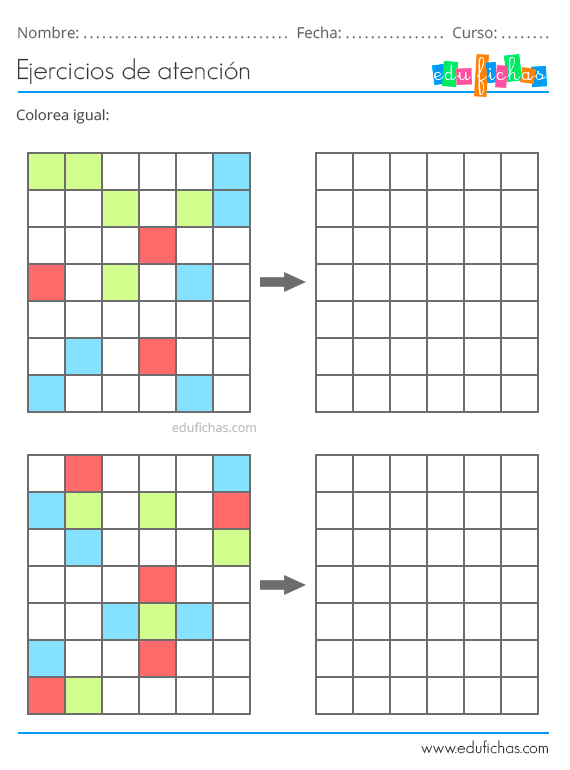 Nombre: ................................ Fecha: ................ Curso: ........
Ejercicios de atención
edufichas
Colorea igual:
edufichas.com
www.edufichas.com